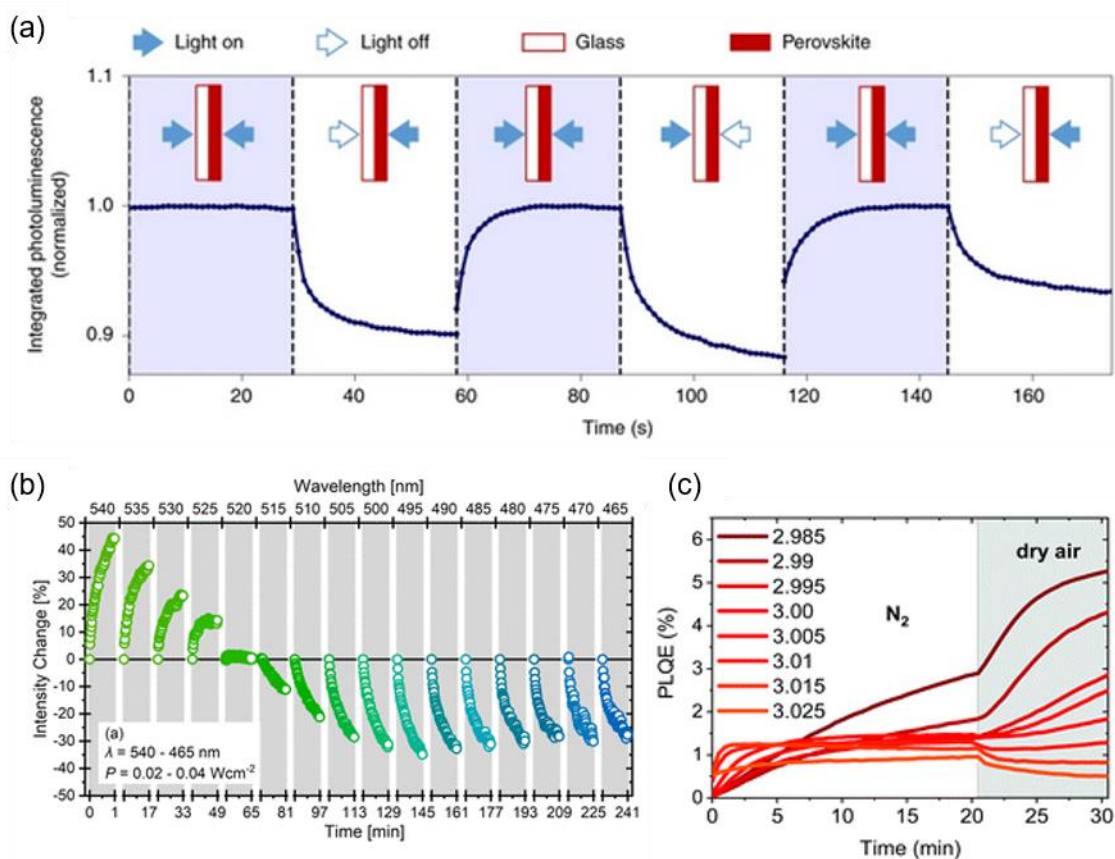 (a)
Light on
Light off
Glass
Perovskite
Integrated photoluminescence
(normalized)
1.1
1.0
0.9
0 20 40 60 80 100 120 140 160
Time (s)
(b)
Wavelength [nm]
540 535 530 525 520 515 510 505 500 495 490 485 480 475 470 465
Intensity Change [%]
50
40
30
20
10
0
-10
-20
-30
-40
-50
(a)
λ = 540 - 465 nm
P = 0.02 - 0.04 Wcm-2
0 1 17 33 49 65 81 97 113 129 145 161 177 193 209 225 241
Time [min]
(c)
PLQE (%)
6
5
4
3
2
1
0
2.985
2.99
2.995
3.00
3.005
3.01
3.015
3.025
N2
dry air
0 5 10 15 20 25 30
Time (min)